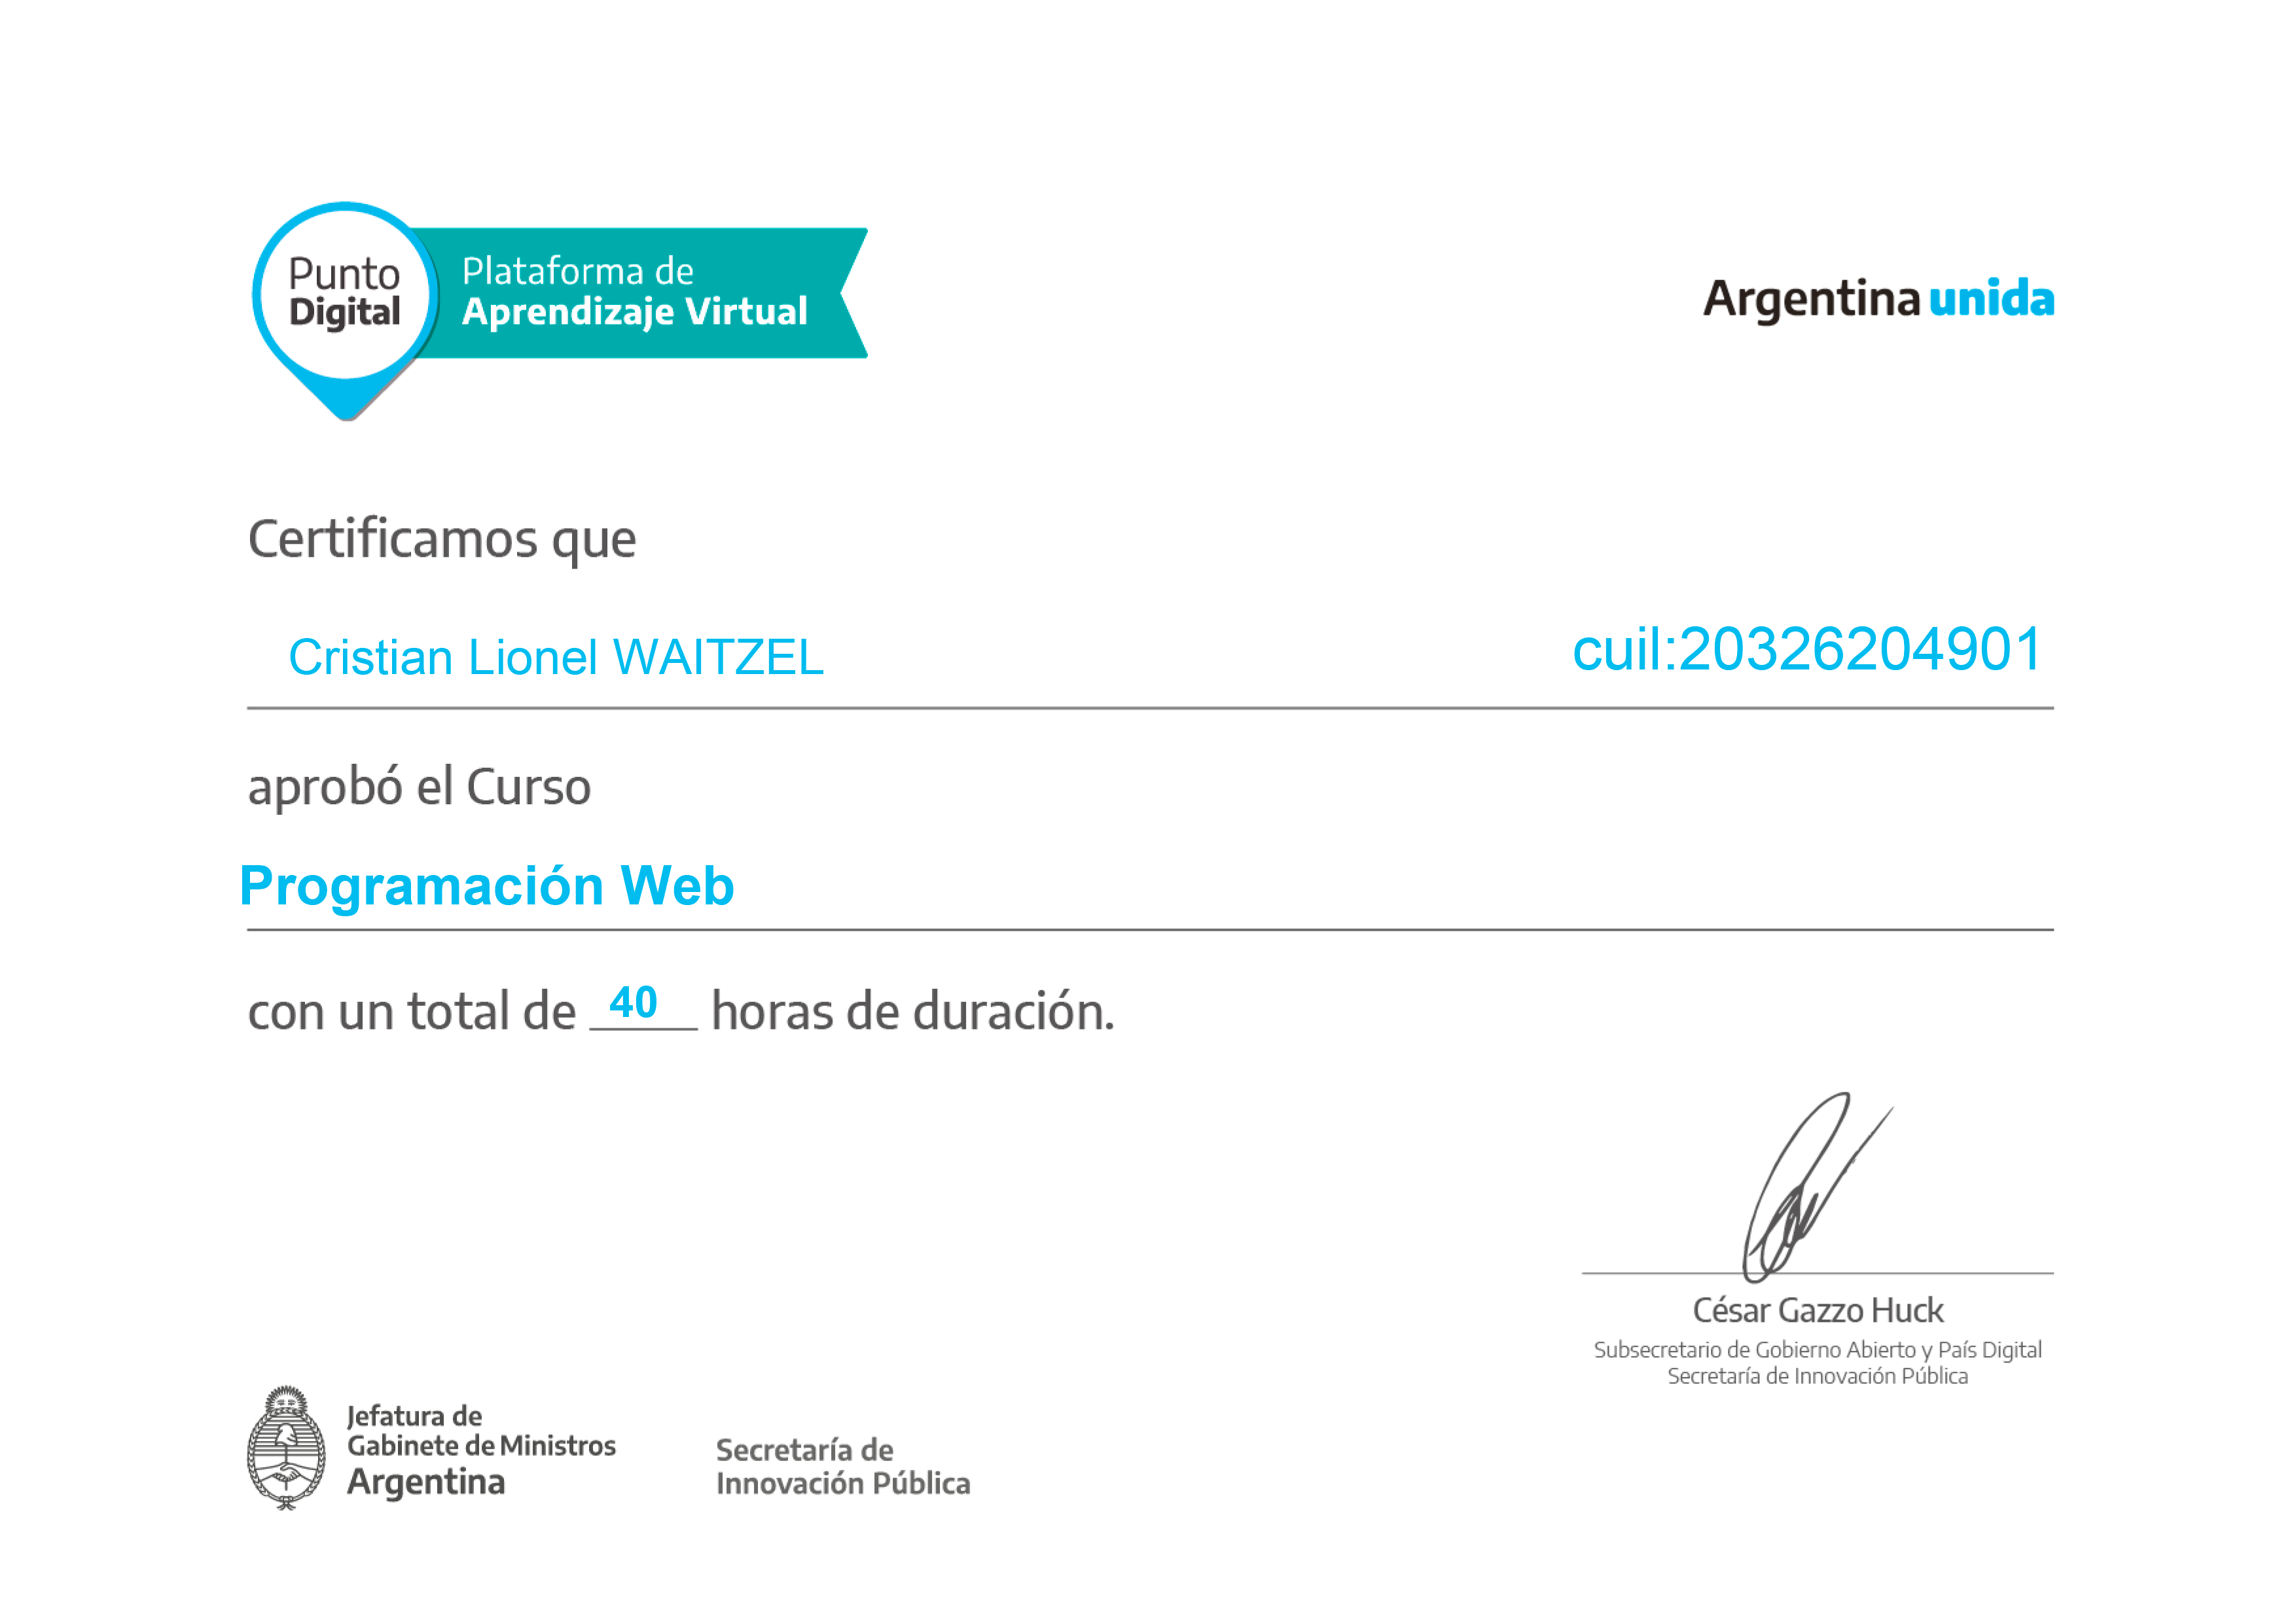 Punto
Digital
Plataforma de
Aprendizaje Virtual
Argentina unida
Certificamos que
Cristian Lionel WAITZEL
cuil:20326204901
aprobó el Curso
Programación Web
con un total de 40 horas de duración.
César Gazzo Huck
Subsecretario de Gobierno Abierto y País Digital
Secretaría de Innovación Pública
Jefatura de
Gabinete de Ministros
Argentina
Secretaría de
Innovación Pública